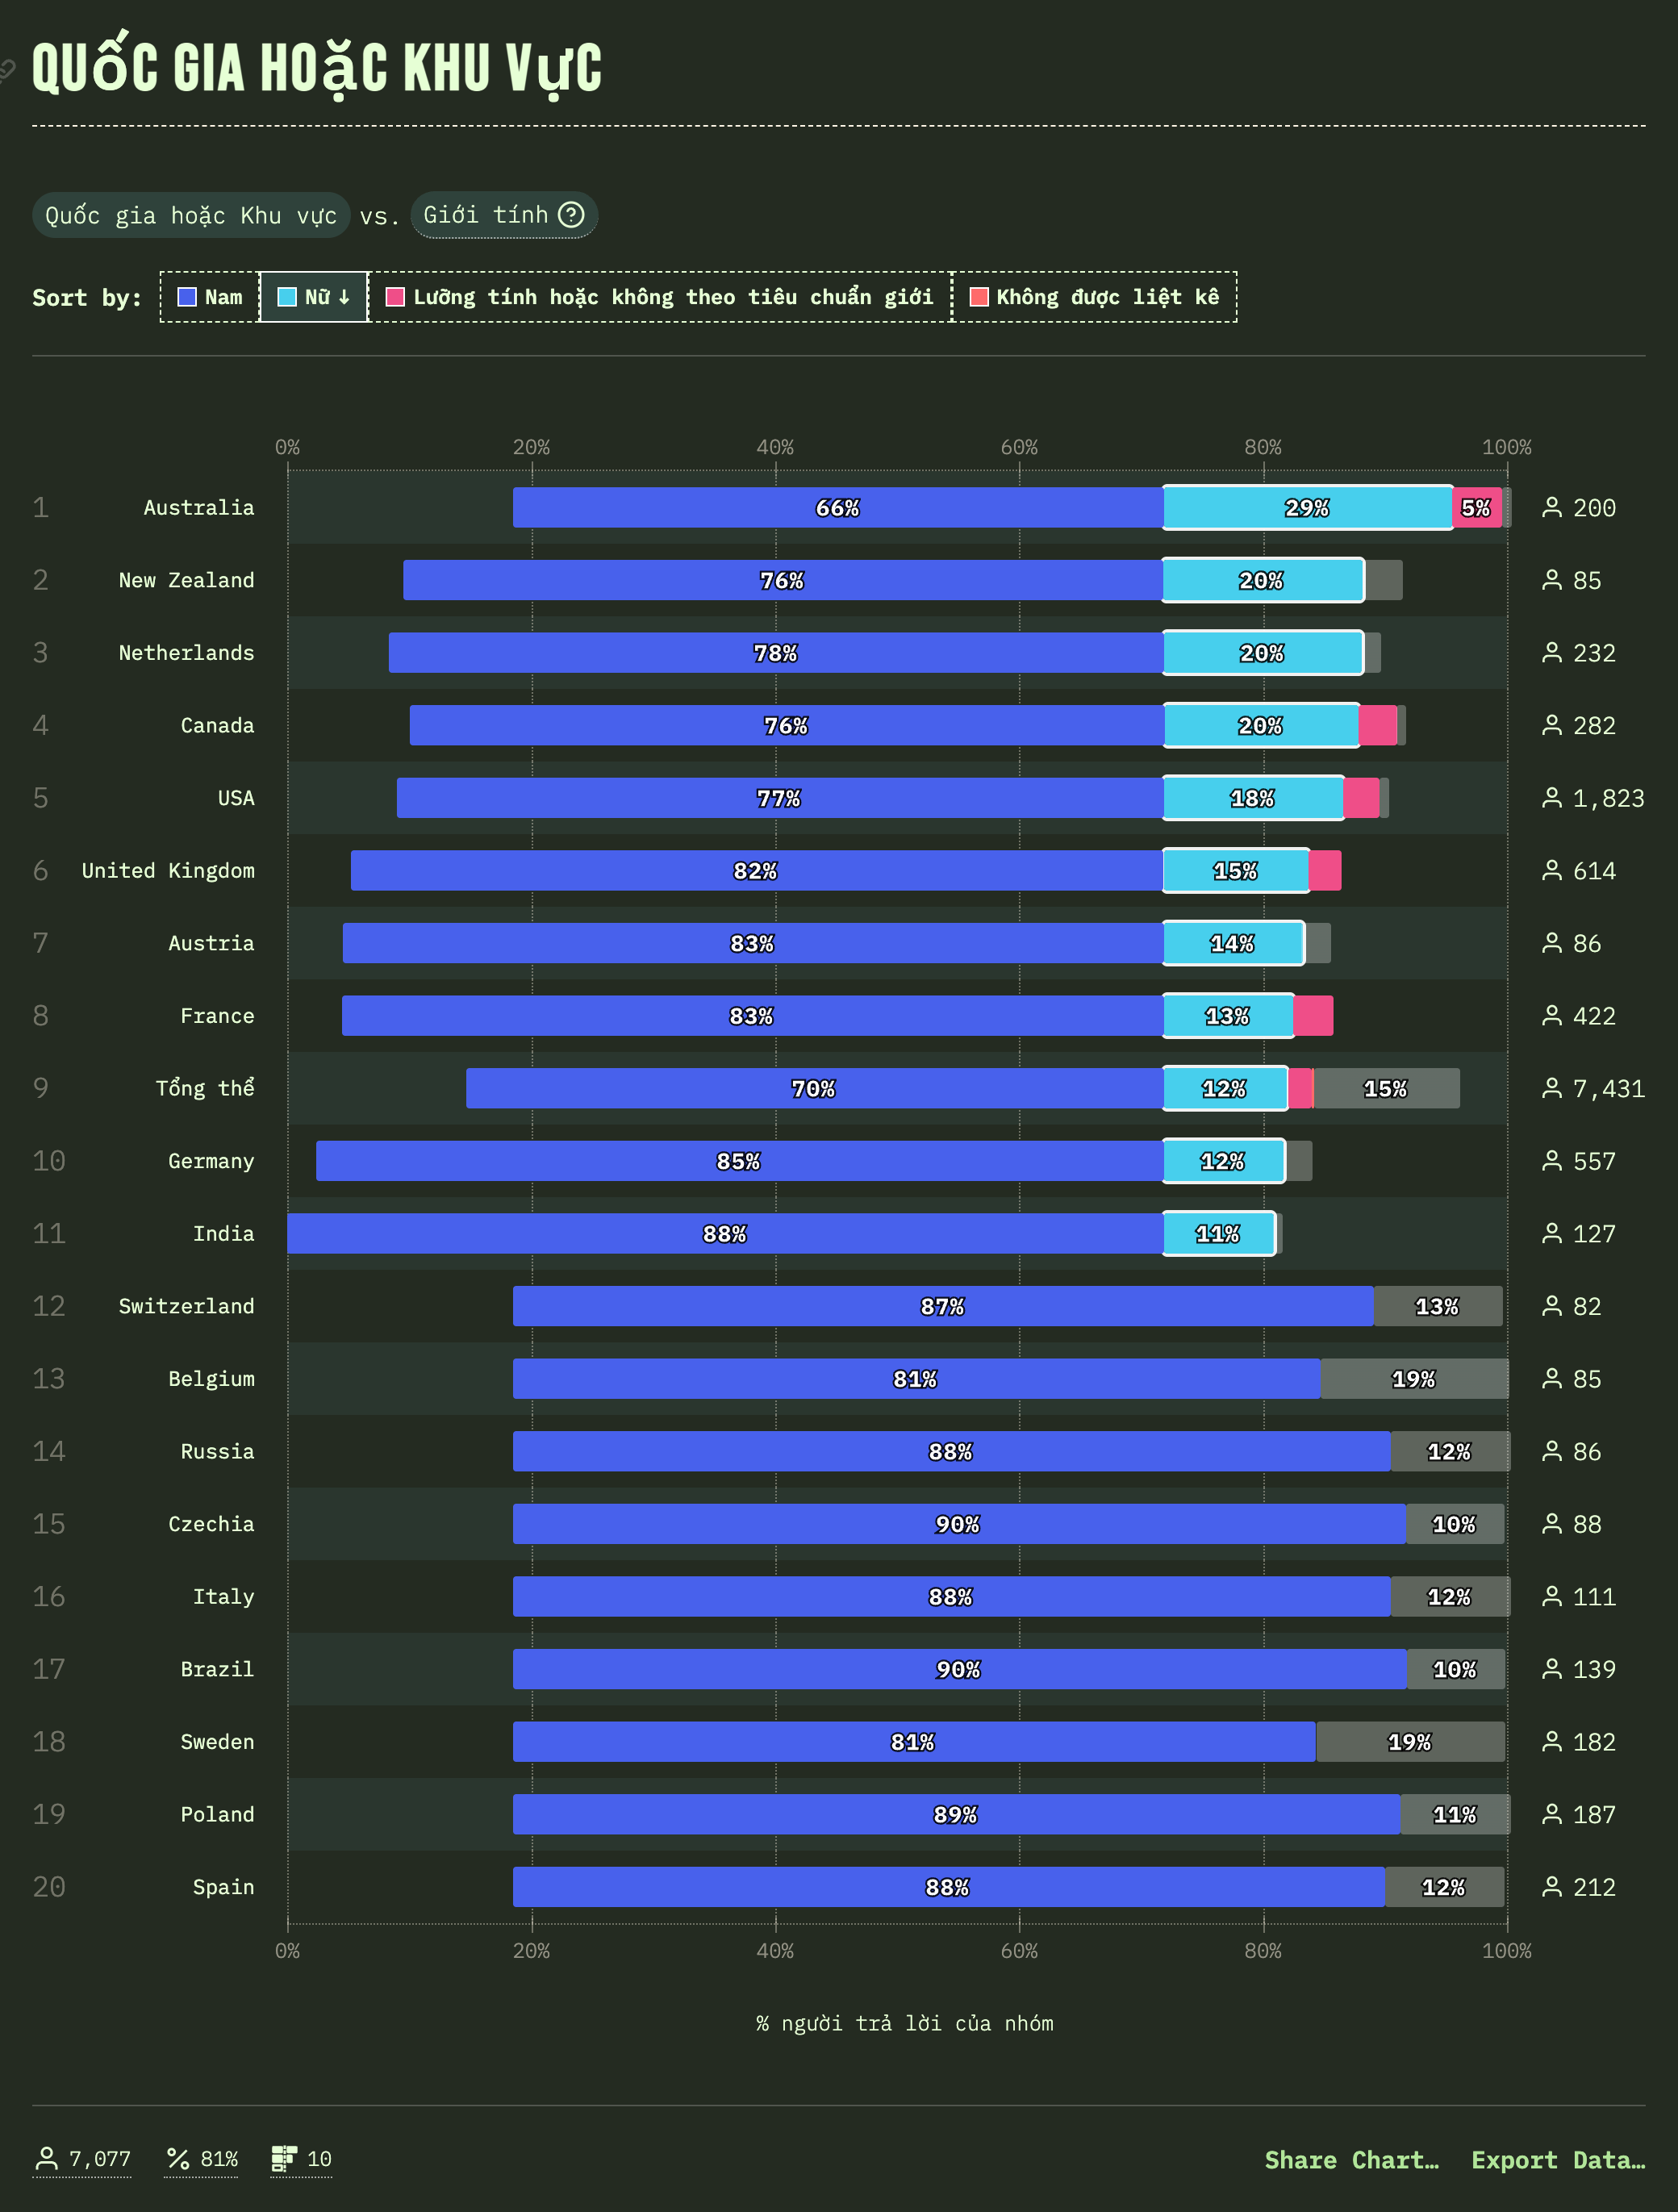 QUỐC GIA HOẶC KHU VỰC
Quốc gia hoặc Khu vực vs. Giới tính
Sort by: Nam Nữ ↓ Lưỡng tính hoặc không theo tiêu chuẩn giới Không được liệt kê
0% 20% 40% 60% 80% 100%
1 Australia 66% 29% 5% 200
2 New Zealand 76% 20% 85
3 Netherlands 78% 20% 232
4 Canada 76% 20% 282
5 USA 77% 18% 1,823
6 United Kingdom 82% 15% 614
7 Austria 83% 14% 86
8 France 83% 13% 422
9 Tổng thể 70% 12% 15% 7,431
10 Germany 85% 12% 557
11 India 88% 11% 127
12 Switzerland 87% 13% 82
13 Belgium 81% 19% 85
14 Russia 88% 12% 86
15 Czechia 90% 10% 88
16 Italy 88% 12% 111
17 Brazil 90% 10% 139
18 Sweden 81% 19% 182
19 Poland 89% 11% 187
20 Spain 88% 12% 212
0% 20% 40% 60% 80% 100%
% người trả lời của nhóm
7,077 81% 10 Share Chart… Export Data…